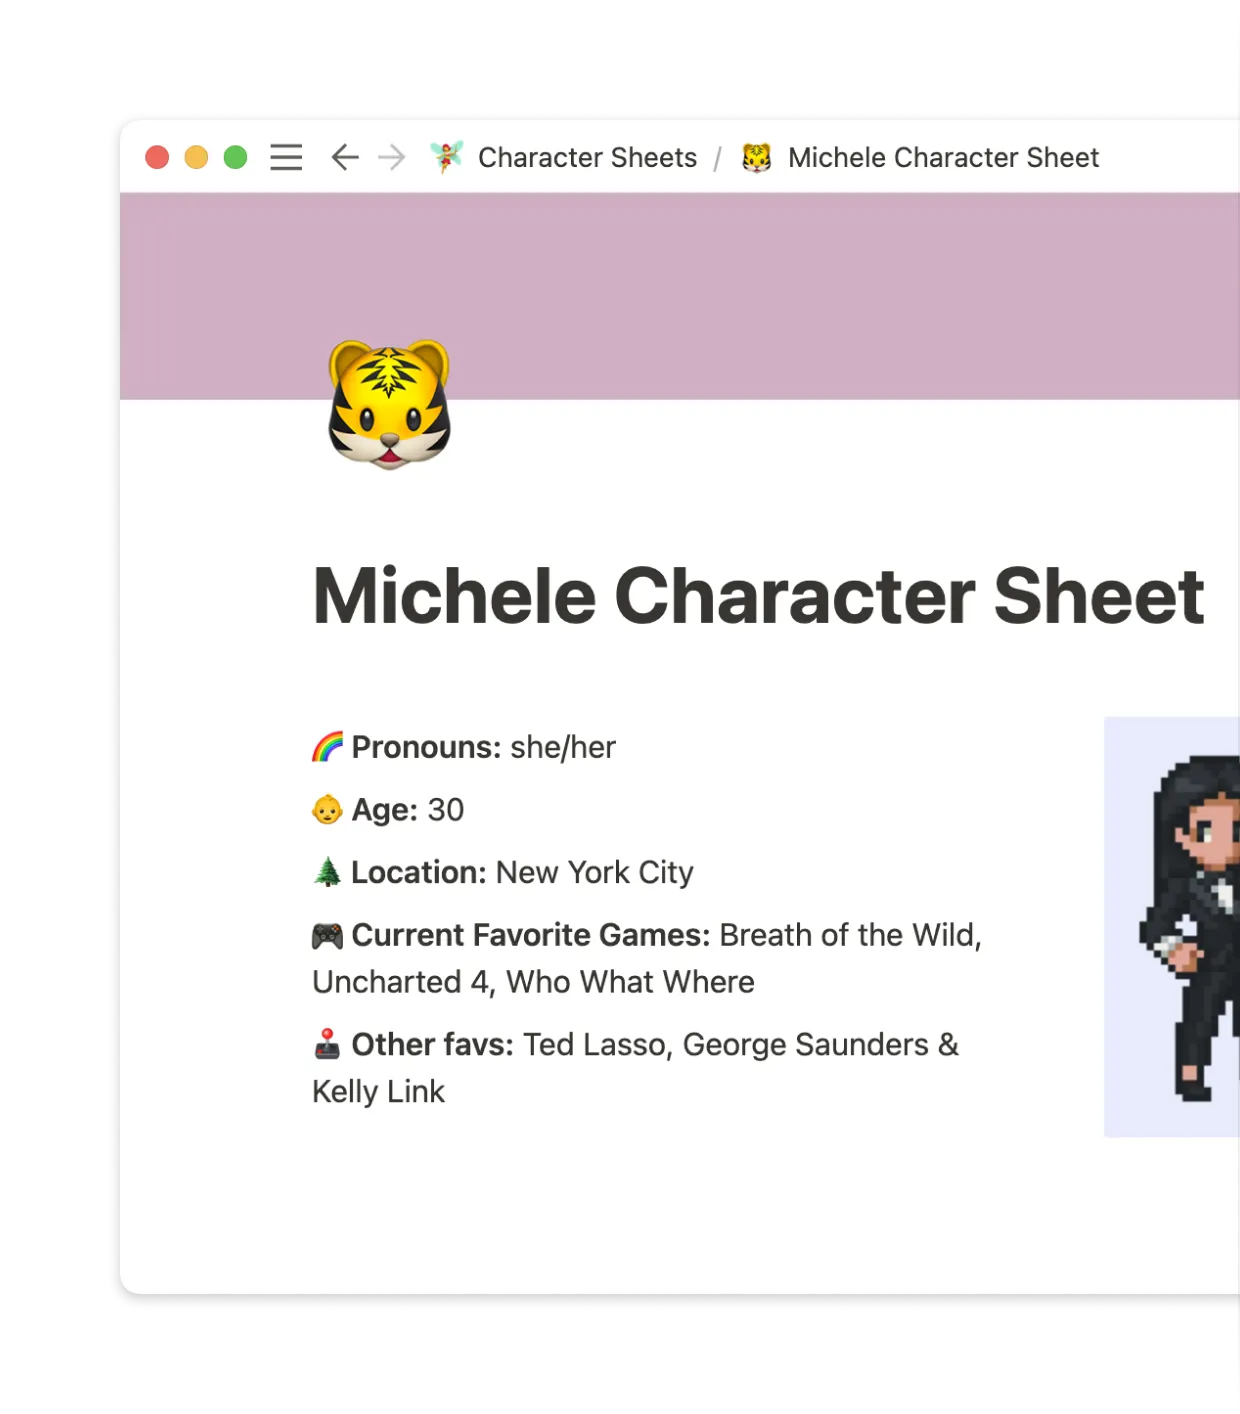 Character Sheets / Michele Character Sheet
Michele Character Sheet
Pronouns: she/her
Age: 30
Location: New York City
Current Favorite Games: Breath of the Wild,
Uncharted 4, Who What Where
Other favs: Ted Lasso, George Saunders &
Kelly Link